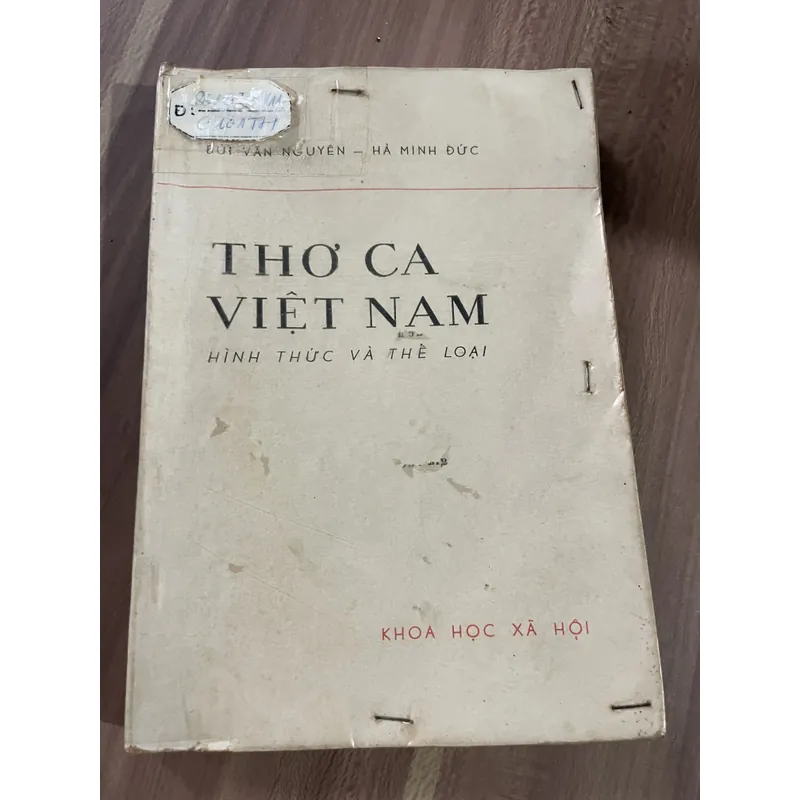 BÙI VĂN NGUYÊN — HÀ MINH ĐỨC
THƠ CA
VIỆT NAM
HÌNH THỨC VÀ THỂ LOẠI
KHOA HỌC XÃ HỘI